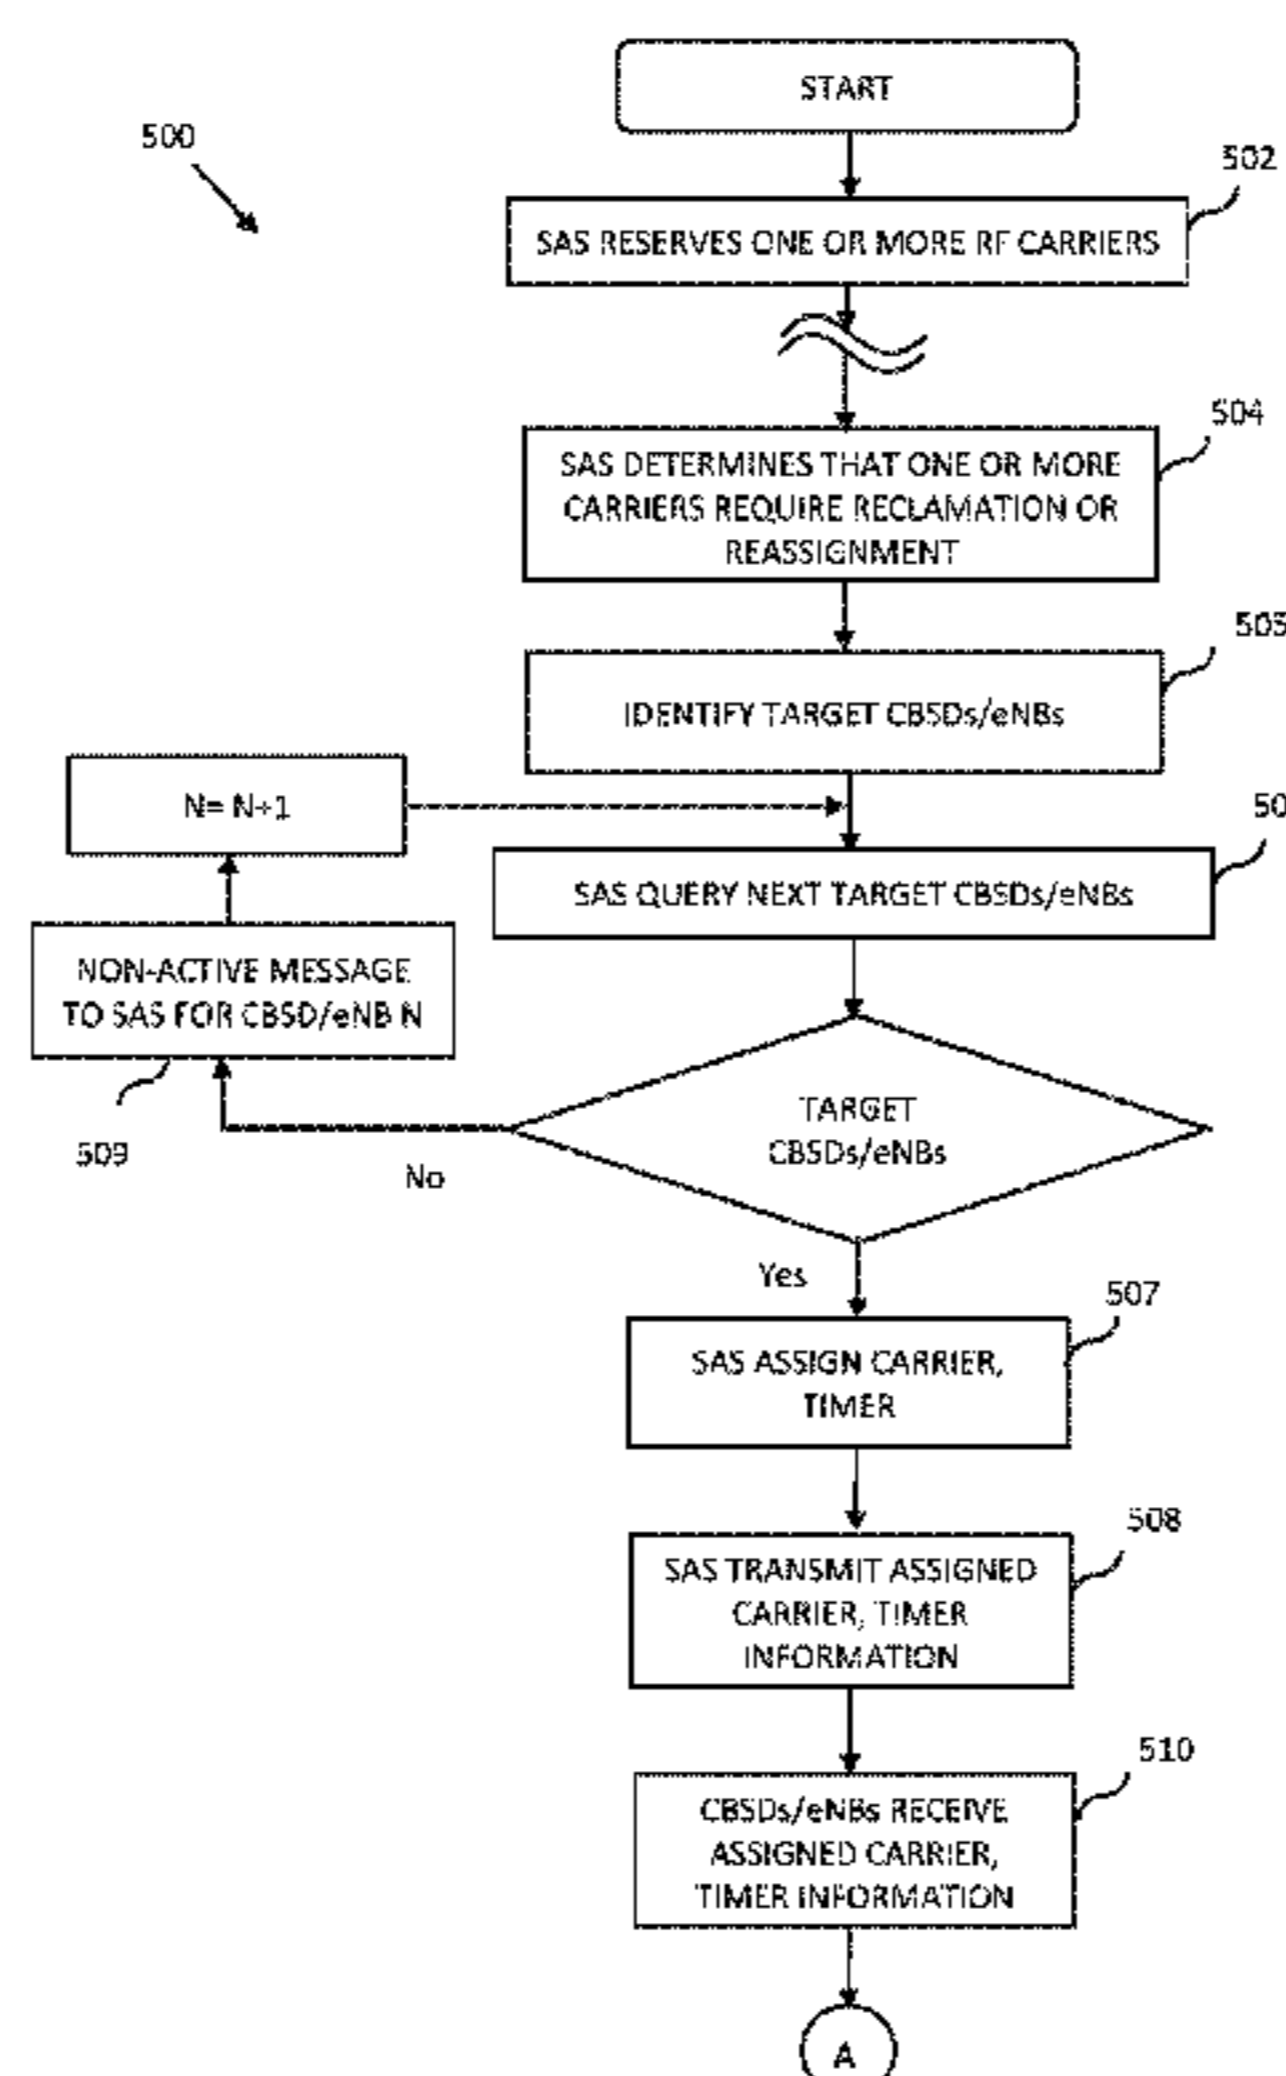 START
500
502
SAS RESERVES ONE OR MORE RF CARRIERS
504
SAS DETERMINES THAT ONE OR MORE
CARRIERS REQUIRE RECLAMATION OR
REASSIGNMENT
505
IDENTIFY TARGET CBSDs/eNBs
N= N+1
50
SAS QUERY NEXT TARGET CBSDs/eNBs
NON-ACTIVE MESSAGE
TO SAS FOR CBSD/eNB N
509
TARGET
CBSDs/eNBs
No
Yes
507
SAS ASSIGN CARRIER,
TIMER
508
SAS TRANSMIT ASSIGNED
CARRIER, TIMER
INFORMATION
510
CBSDs/eNBs RECEIVE
ASSIGNED CARRIER,
TIMER INFORMATION
A